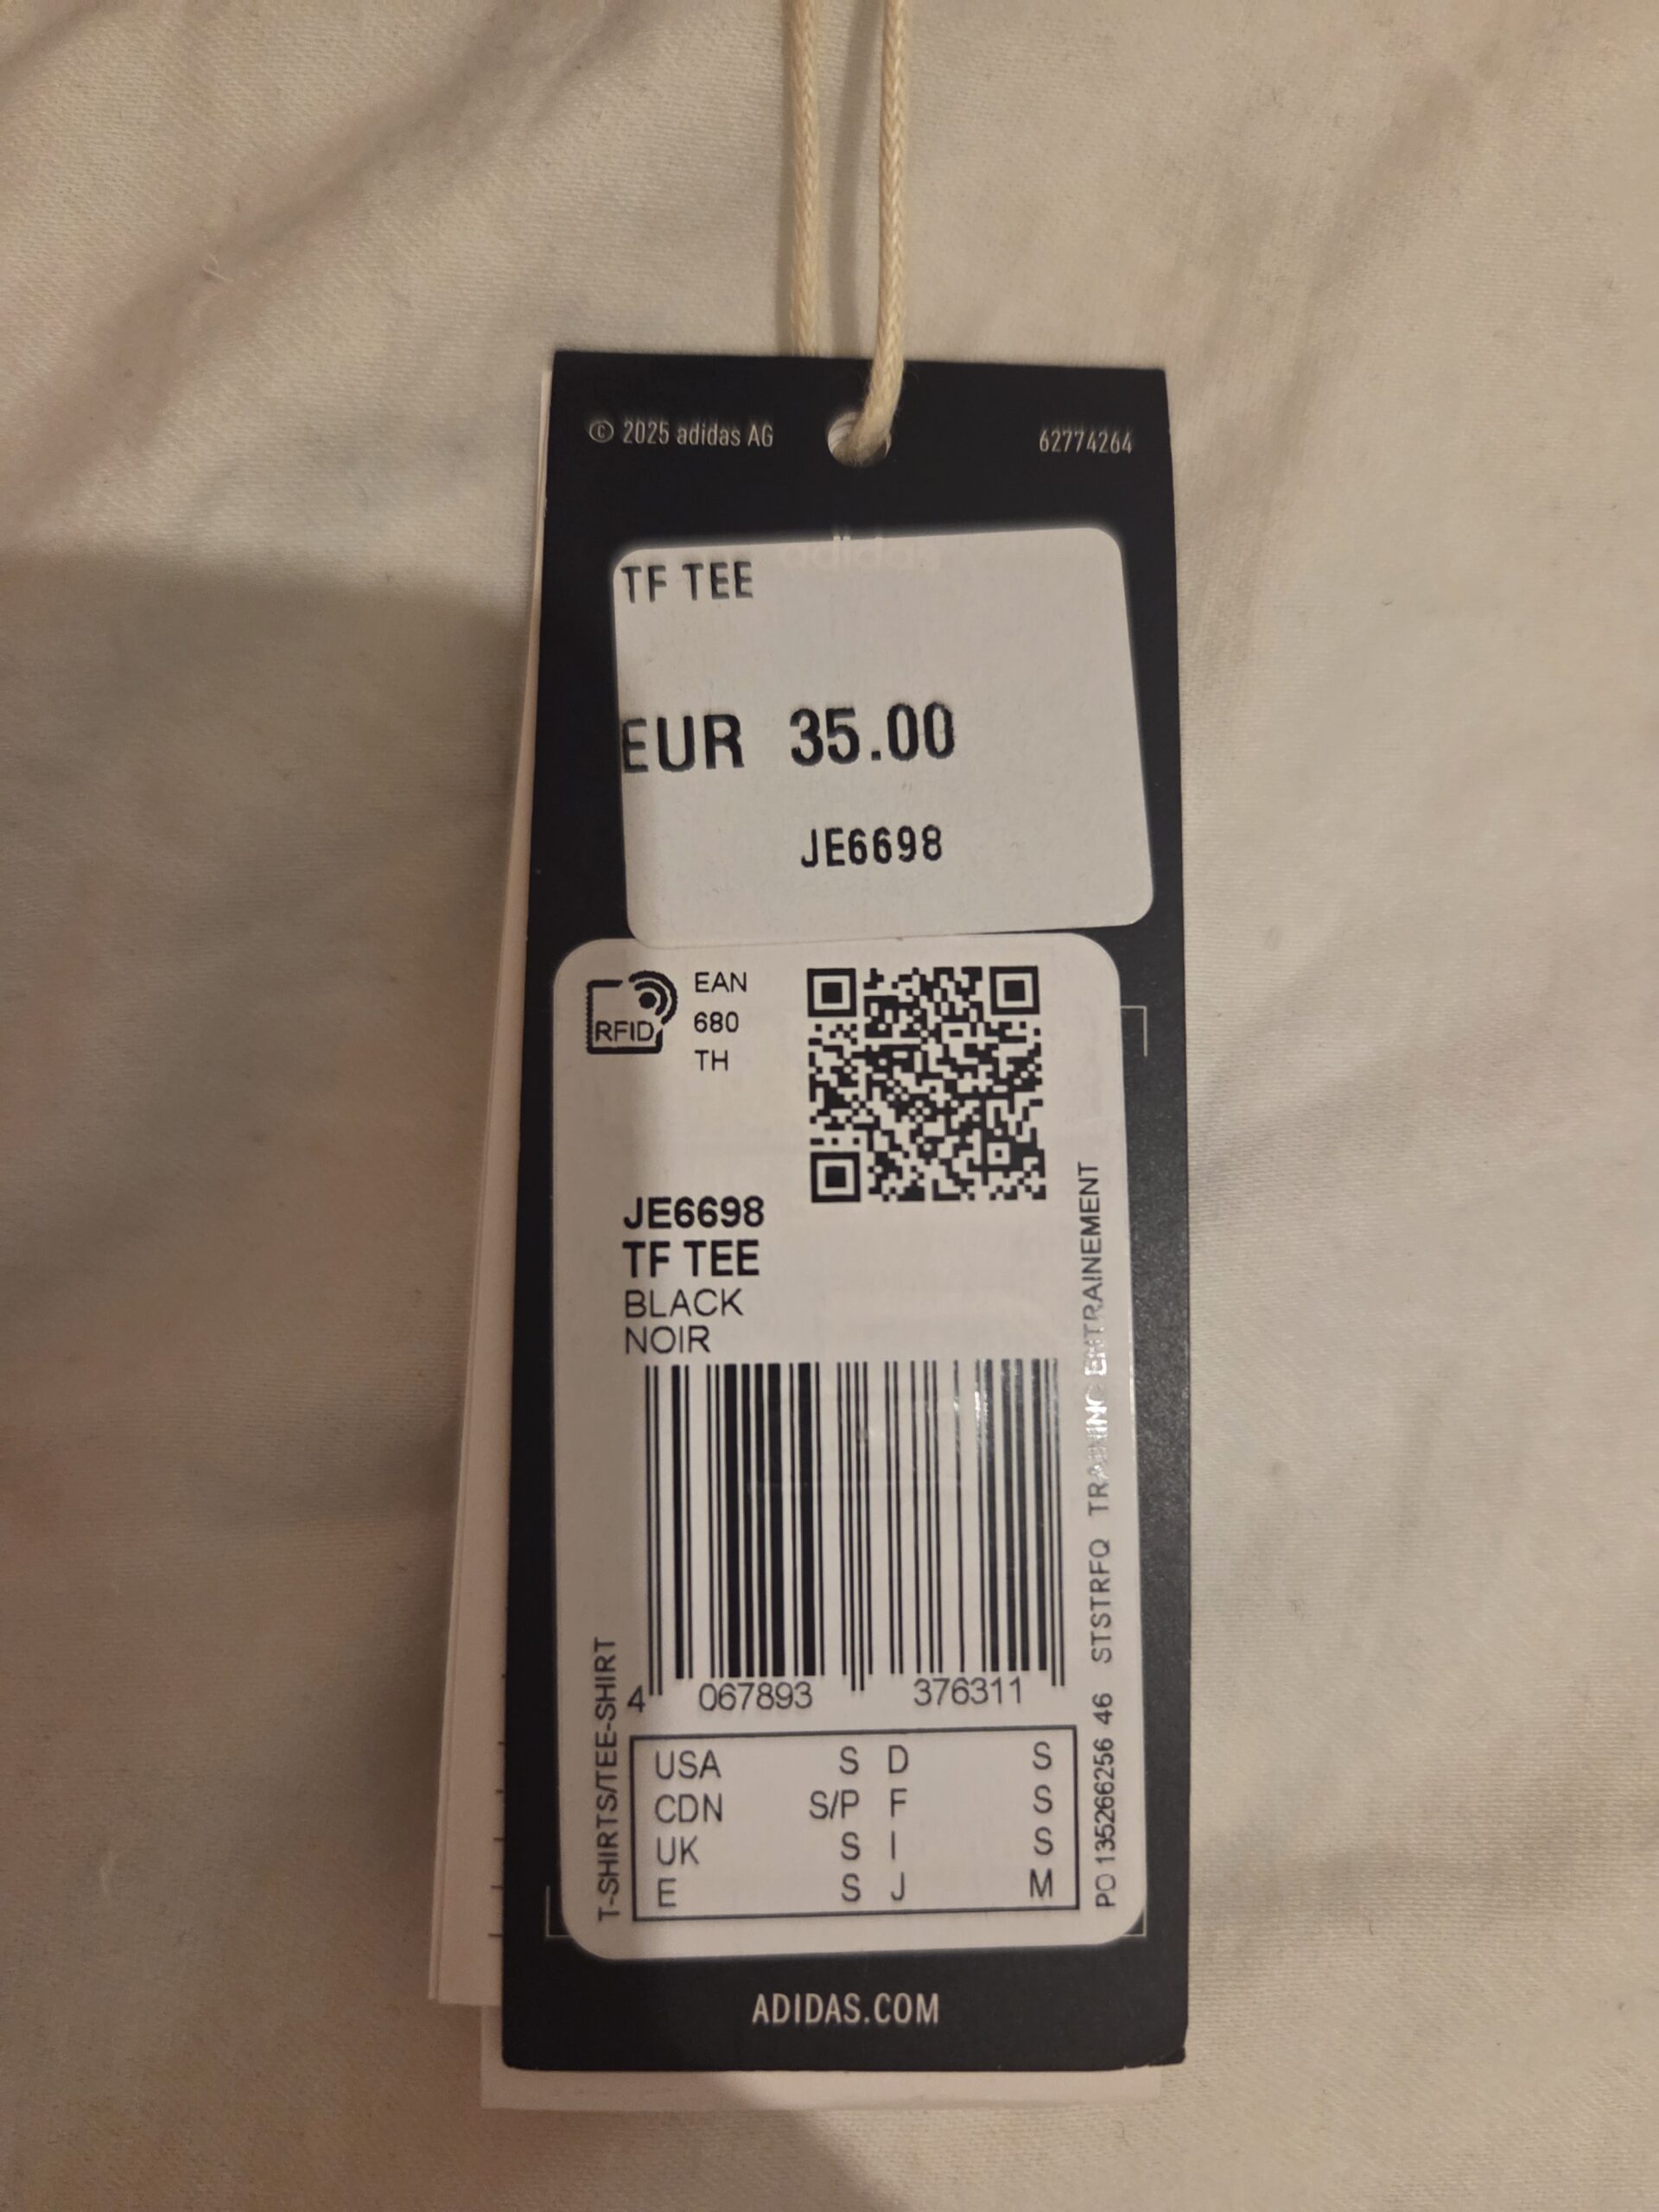 © 2025 adidas AG
62774264
TF TEE
EUR 35.00
JE6698
RFID
EAN
680
TH
JE6698
TF TEE
BLACK
NOIR
4 067893 376311
T-SHIRTS/TEE-SHIRT
PO 135266256 46 STSTRFQ TRAINING ENTRAINEMENT
USA S D S
CDN S/P F S
UK S I S
E S J M
ADIDAS.COM